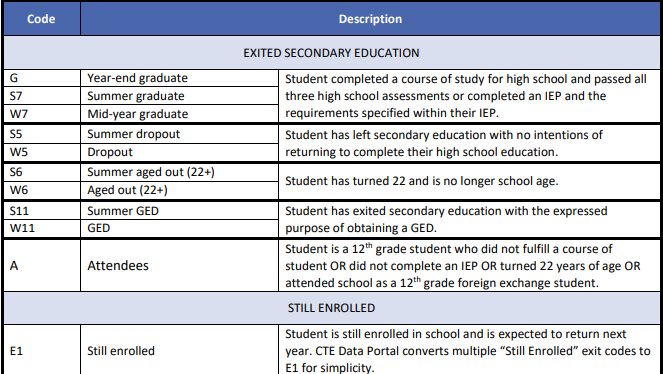 Code Description
EXITED SECONDARY EDUCATION
G Year-end graduate
S7 Summer graduate
W7 Mid-year graduate
Student completed a course of study for high school and passed all
three high school assessments or completed an IEP and the
requirements specified within their IEP.
S5 Summer dropout
W5 Dropout
Student has left secondary education with no intentions of
returning to complete their high school education.
S6 Summer aged out (22+)
W6 Aged out (22+)
Student has turned 22 and is no longer school age.
S11 Summer GED
W11 GED
Student has exited secondary education with the expressed
purpose of obtaining a GED.
A Attendees
Student is a 12th grade student who did not fulfill a course of
student OR did not complete an IEP OR turned 22 years of age OR
attended school as a 12th grade foreign exchange student.
STILL ENROLLED
E1 Still enrolled
Student is still enrolled in school and is expected to return next
year. CTE Data Portal converts multiple “Still Enrolled” exit codes to
E1 for simplicity.